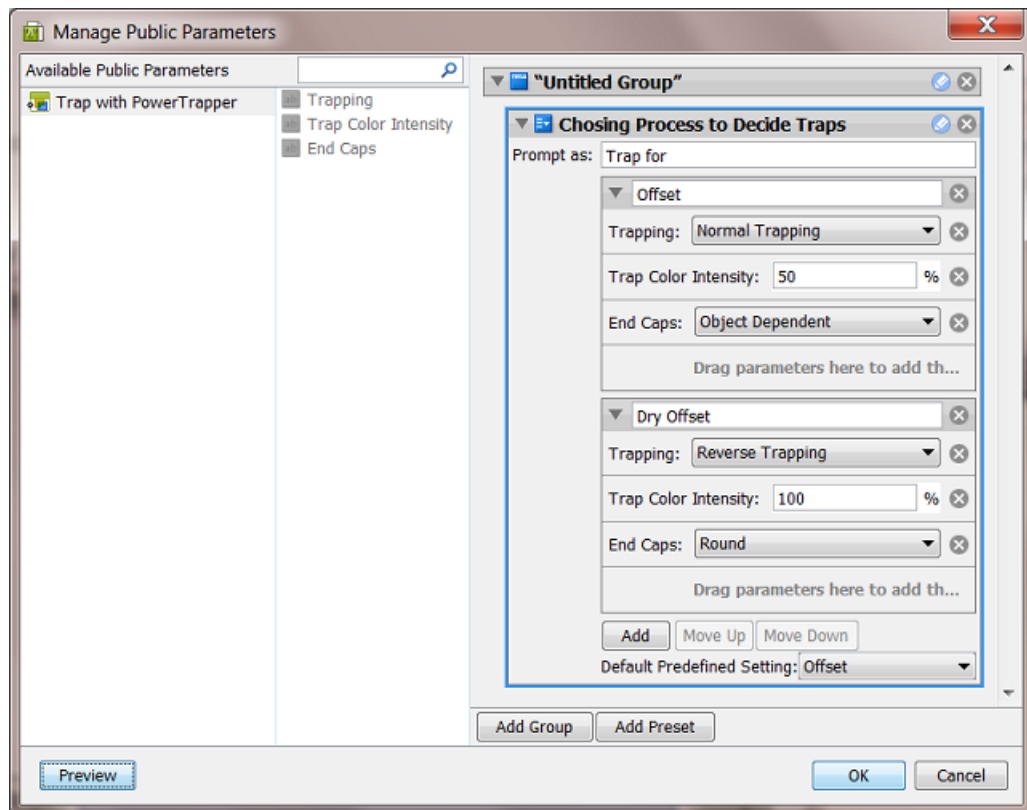 Manage Public Parameters
Available Public Parameters
Trap with PowerTrapper
Trapping
Trap Color Intensity
End Caps
"Untitled Group"
Chosing Process to Decide Traps
Prompt as: Trap for
Offset
Trapping: Normal Trapping
Trap Color Intensity: 50 %
End Caps: Object Dependent
Drag parameters here to add th...
Dry Offset
Trapping: Reverse Trapping
Trap Color Intensity: 100 %
End Caps: Round
Drag parameters here to add th...
Add Move Up Move Down
Default Predefined Setting: Offset
Add Group Add Preset
Preview OK Cancel